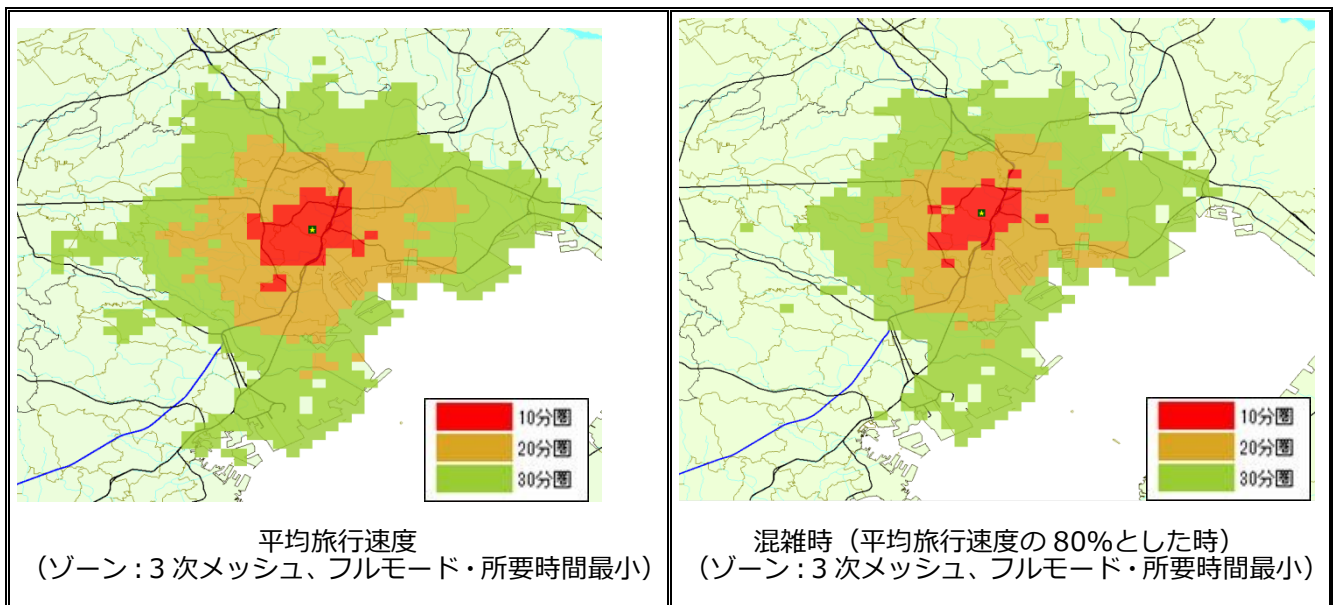 10分圏
20分圏
30分圏
平均旅行速度
(ゾーン:3次メッシュ、フルモード・所要時間最小)
10分圏
20分圏
30分圏
混雑時(平均旅行速度の80%とした時)
(ゾーン:3次メッシュ、フルモード・所要時間最小)